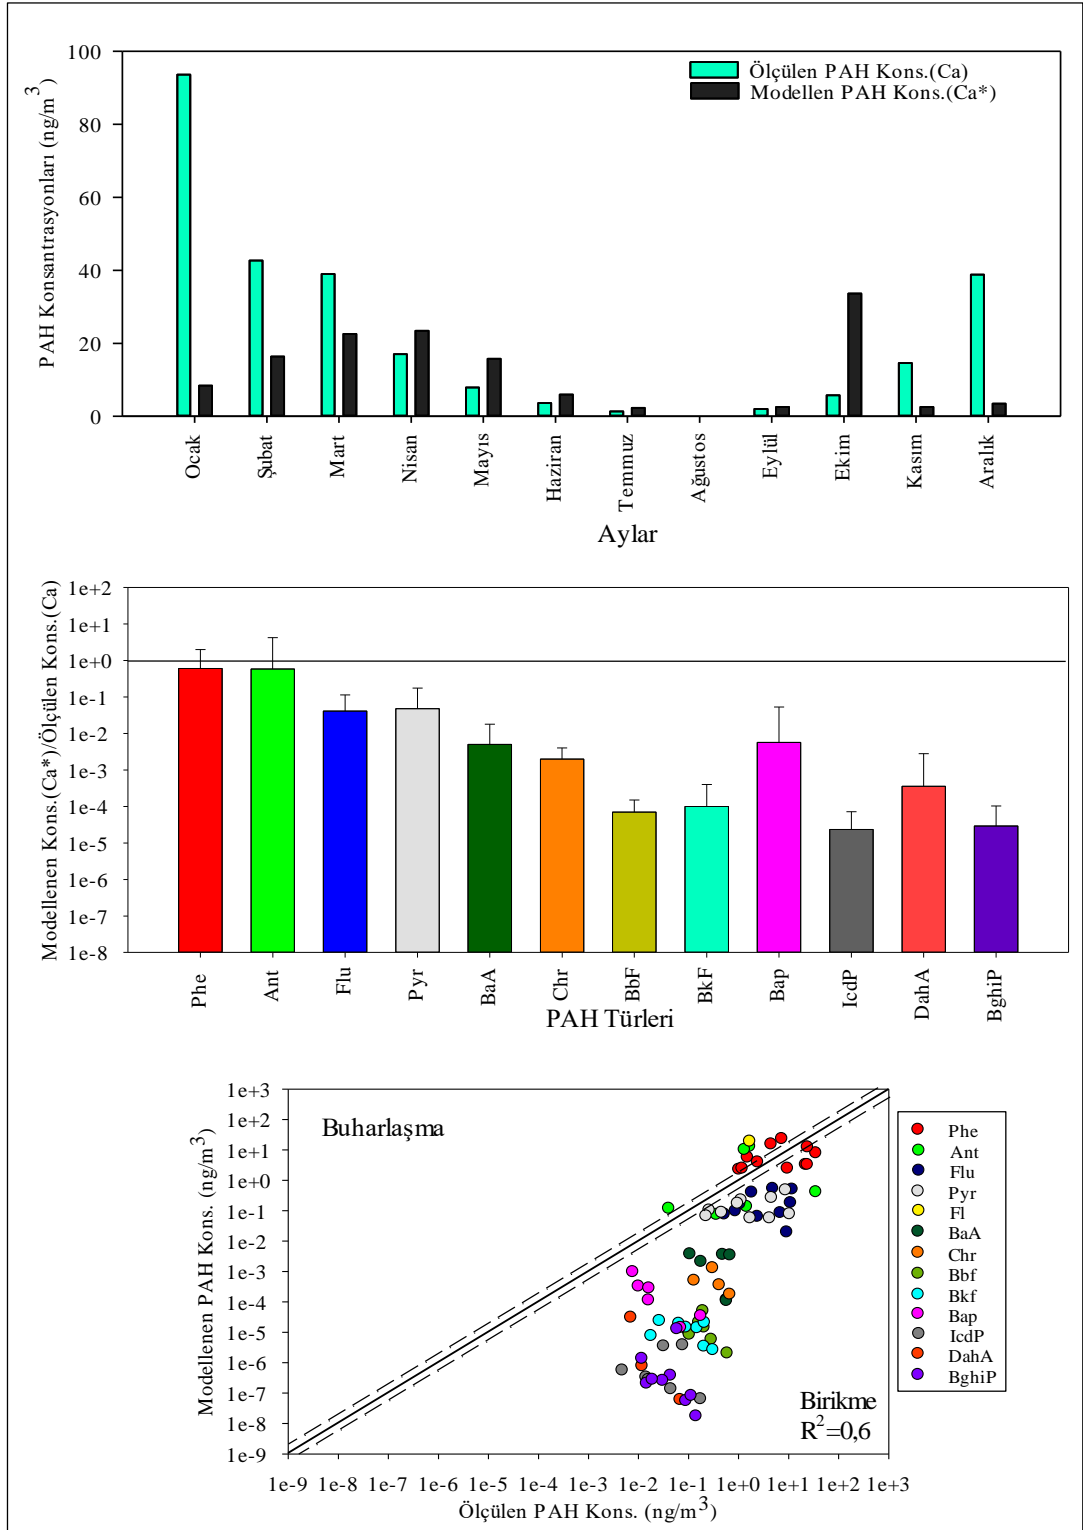 PAH Konsantrasyonları (ng/m³)
100
80
60
40
20
0
Ölçülen PAH Kons.(Ca)
Modellen PAH Kons.(Ca*)
Ocak
Şubat
Mart
Nisan
Mayıs
Haziran
Temmuz
Ağustos
Eylül
Ekim
Kasım
Aralık
Aylar
Modellenen Kons.(Ca*)/Ölçülen Kons.(Ca)
1e+2
1e+1
1e+0
1e-1
1e-2
1e-3
1e-4
1e-5
1e-6
1e-7
1e-8
Phe
Ant
Flu
Pyr
BaA
Chr
BbF
BkF
Bap
IcdP
DahA
BghiP
PAH Türleri
Modellenen PAH Kons. (ng/m³)
1e+3
1e+2
1e+1
1e+0
1e-1
1e-2
1e-3
1e-4
1e-5
1e-6
1e-7
1e-8
1e-9
Buharlaşma
Birikme
R²=0,6
1e-9 1e-8 1e-7 1e-6 1e-5 1e-4 1e-3 1e-2 1e-1 1e+0 1e+1 1e+2 1e+3
Ölçülen PAH Kons. (ng/m³)
Phe
Ant
Flu
Pyr
Fl
BaA
Chr
Bbf
Bkf
Bap
IcdP
DahA
BghiP